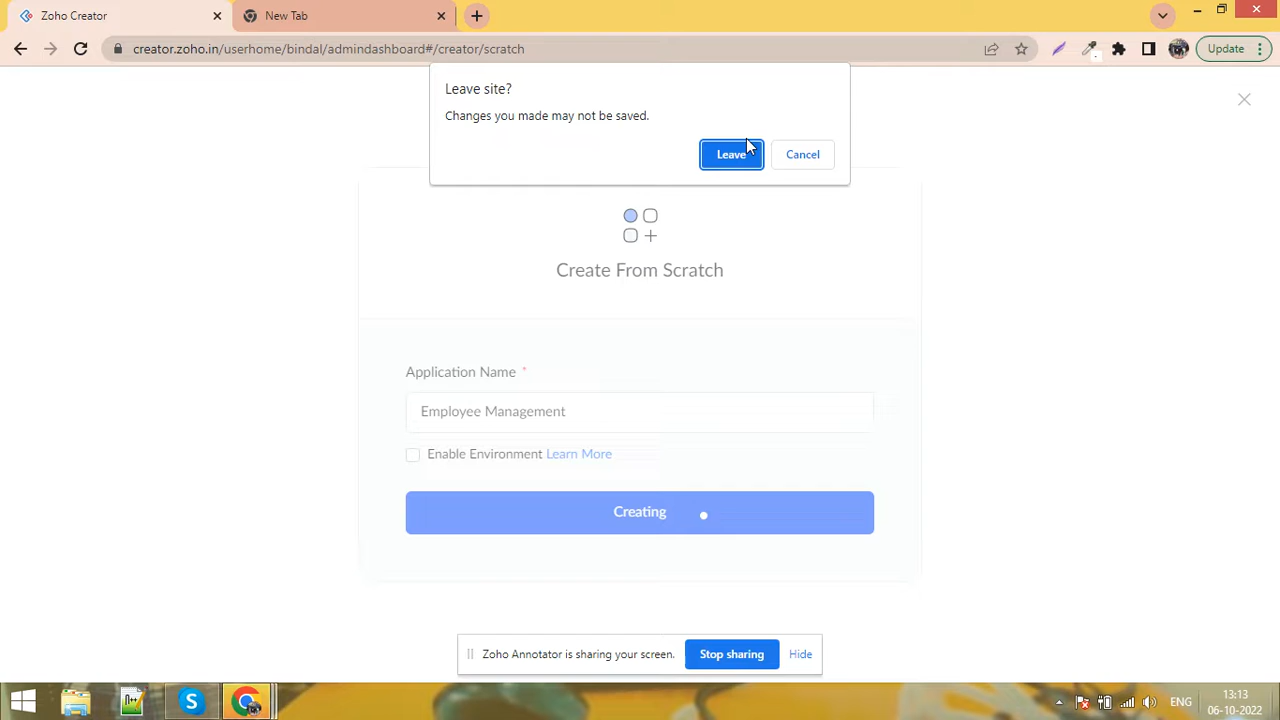 Zoho Creator
New Tab
creator.zoho.in/userhome/bindal/admindashboard#/creator/scratch
Update
Leave site?
Changes you made may not be saved.
Leave
Cancel
Create From Scratch
Application Name *
Employee Management
Enable Environment Learn More
Creating
Zoho Annotator is sharing your screen.
Stop sharing
Hide
ENG
13:13
06-10-2022